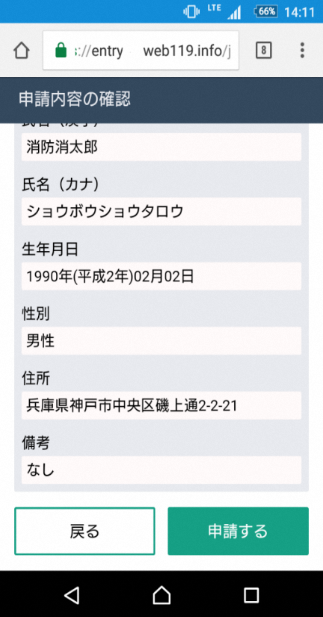 LTE 66% 14:11
://entry web119.info/j 8
申請内容の確認
氏名（漢字）
消防消太郎
氏名（カナ）
ショウボウショウタロウ
生年月日
1990年(平成2年)02月02日
性別
男性
住所
兵庫県神戸市中央区磯上通2-2-21
備考
なし
戻る 申請する